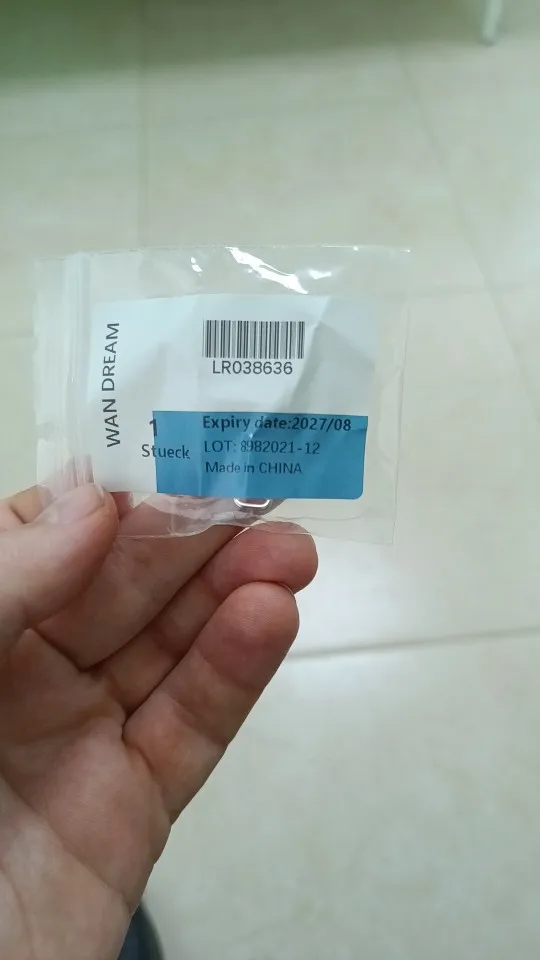 WAN DREAM
LR038636
1
Stueck
Expiry date:2027/08
LOT: 8982021-12
Made in CHINA